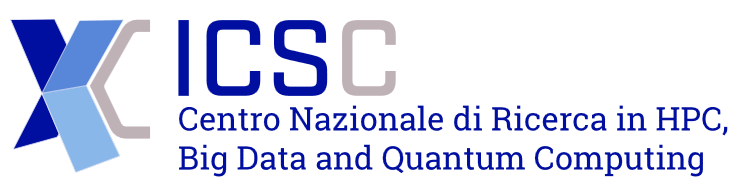 ICSC
Centro Nazionale di Ricerca in HPC,
Big Data and Quantum Computing